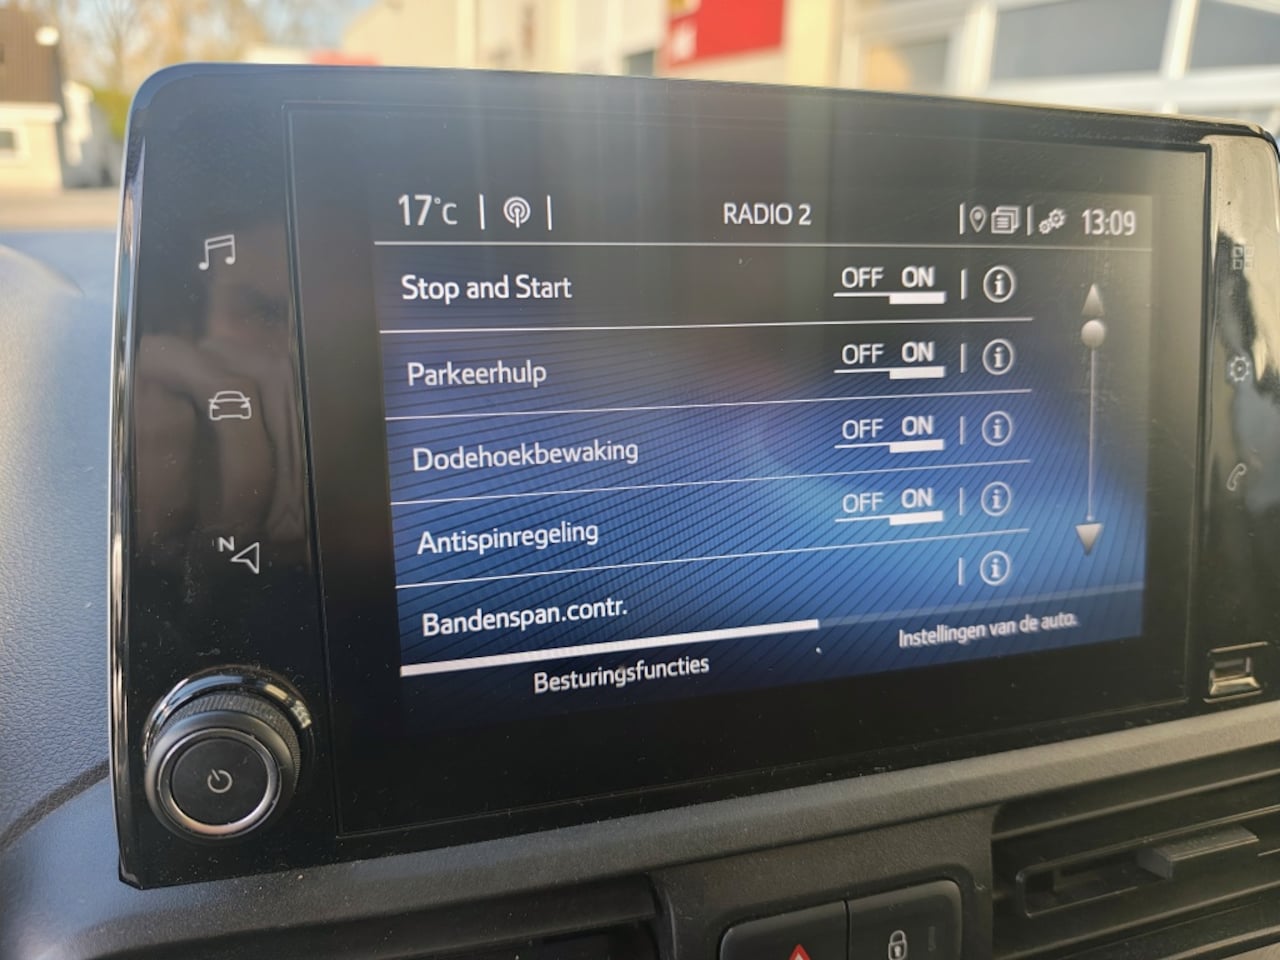 17°C
RADIO 2
13:09
Stop and Start OFF ON
Parkeerhulp OFF ON
Dodehoekbewaking OFF ON
Antispinregeling OFF ON
Bandenspan.contr.
Besturingsfuncties
Instellingen van de auto.
N